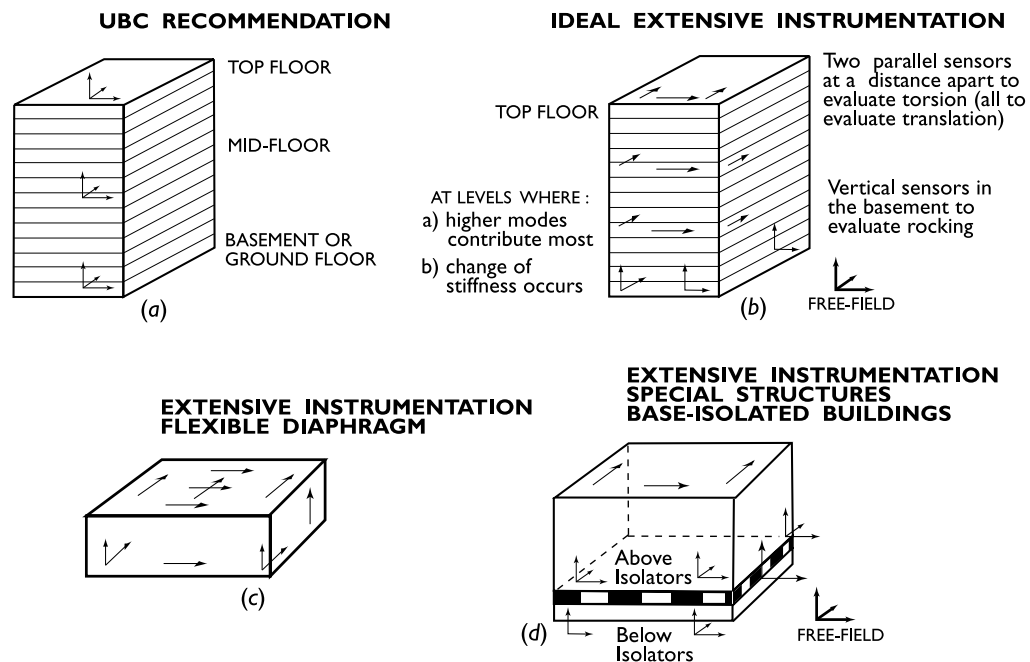 UBC RECOMMENDATION
TOP FLOOR
MID-FLOOR
BASEMENT OR
GROUND FLOOR
(a)
IDEAL EXTENSIVE INSTRUMENTATION
TOP FLOOR
Two parallel sensors
at a distance apart to
evaluate torsion (all to
evaluate translation)
AT LEVELS WHERE :
a) higher modes
contribute most
b) change of
stiffness occurs
Vertical sensors in
the basement to
evaluate rocking
FREE-FIELD
(b)
EXTENSIVE INSTRUMENTATION
FLEXIBLE DIAPHRAGM
(c)
EXTENSIVE INSTRUMENTATION
SPECIAL STRUCTURES
BASE-ISOLATED BUILDINGS
Above
Isolators
Below
Isolators
(d)
FREE-FIELD